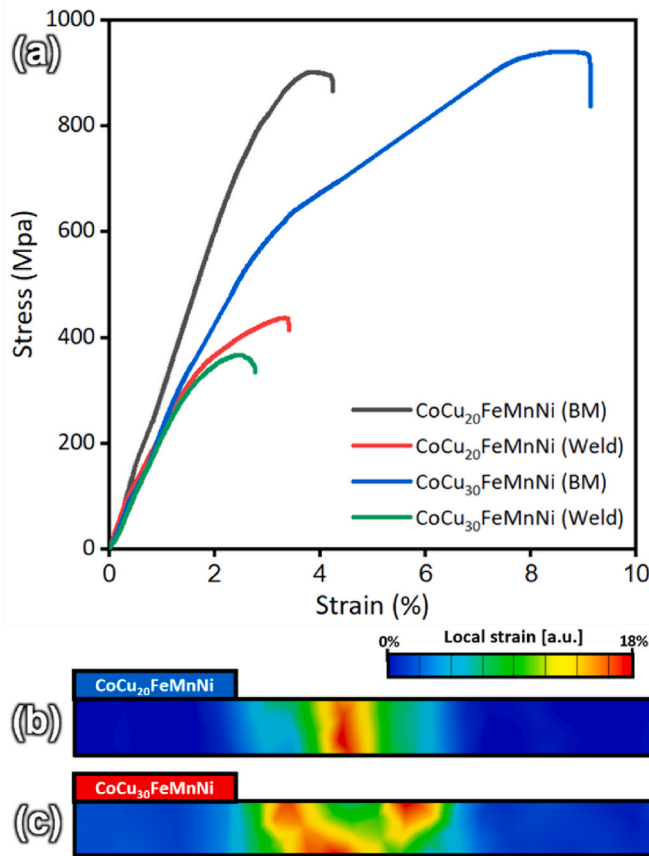 (a)
1000
800
600
400
200
0
Stress (Mpa)
CoCu₂₀FeMnNi (BM)
CoCu₂₀FeMnNi (Weld)
CoCu₃₀FeMnNi (BM)
CoCu₃₀FeMnNi (Weld)
0 2 4 6 8 10
Strain (%)
0% Local strain [a.u.] 18%
CoCu₂₀FeMnNi
(b)
CoCu₃₀FeMnNi
(c)